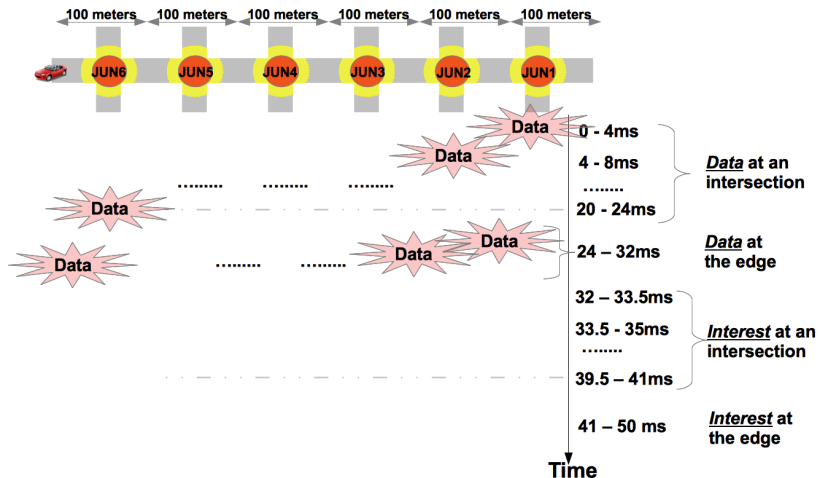 100 meters 100 meters 100 meters 100 meters 100 meters 100 meters
JUN6 JUN5 JUN4 JUN3 JUN2 JUN1
Data 0 - 4ms
Data 4 - 8ms
Data at an
intersection
......... ......... ......... .........
Data 20 - 24ms
Data Data Data
......... .........
24 – 32ms
Data at
the edge
32 – 33.5ms
33.5 - 35ms
.........
39.5 – 41ms
Interest at an
intersection
41 – 50 ms
Interest at
the edge
Time